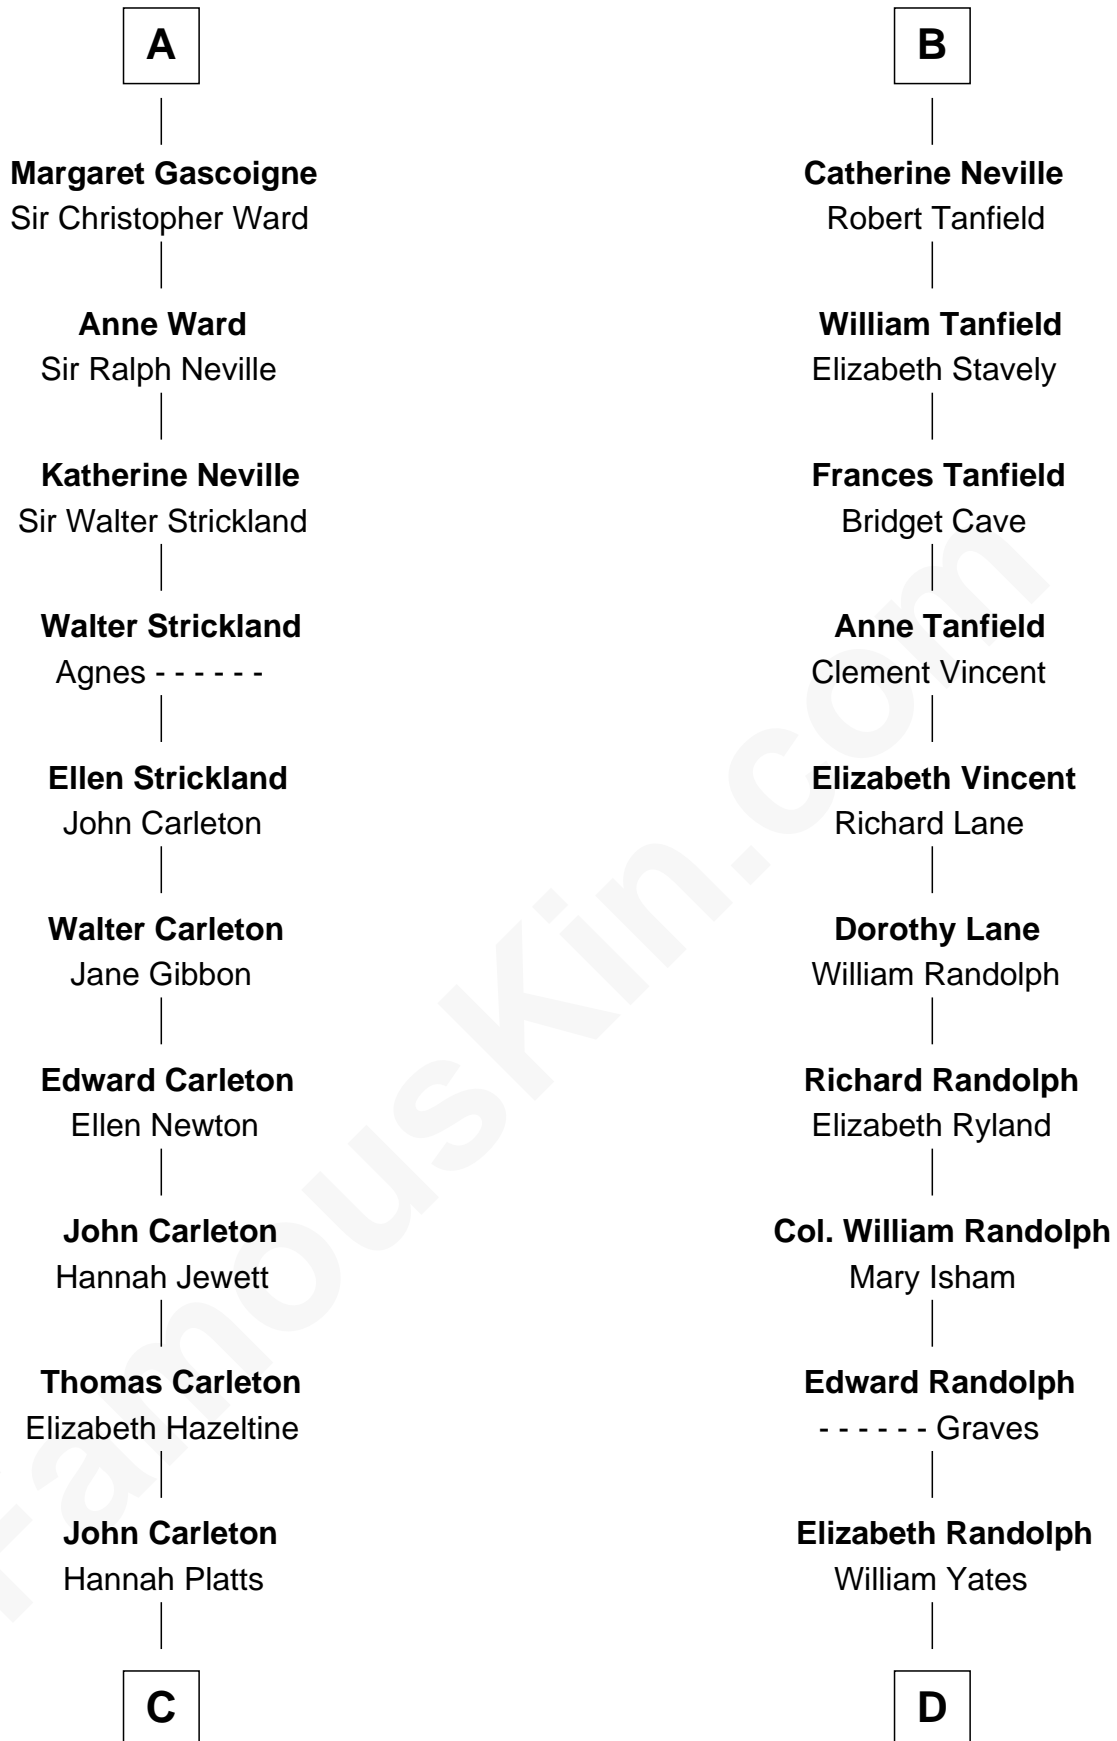 A
Margaret Gascoigne
Sir Christopher Ward
Anne Ward
Sir Ralph Neville
Katherine Neville
Sir Walter Strickland
Walter Strickland
Agnes - - - - - -
Ellen Strickland
John Carleton
Walter Carleton
Jane Gibbon
Edward Carleton
Ellen Newton
John Carleton
Hannah Jewett
Thomas Carleton
Elizabeth Hazeltine
John Carleton
Hannah Platts
C
B
Catherine Neville
Robert Tanfield
William Tanfield
Elizabeth Stavely
Frances Tanfield
Bridget Cave
Anne Tanfield
Clement Vincent
Elizabeth Vincent
Richard Lane
Dorothy Lane
William Randolph
Richard Randolph
Elizabeth Ryland
Col. William Randolph
Mary Isham
Edward Randolph
- - - - - - Graves
Elizabeth Randolph
William Yates
D
FamousKin.com